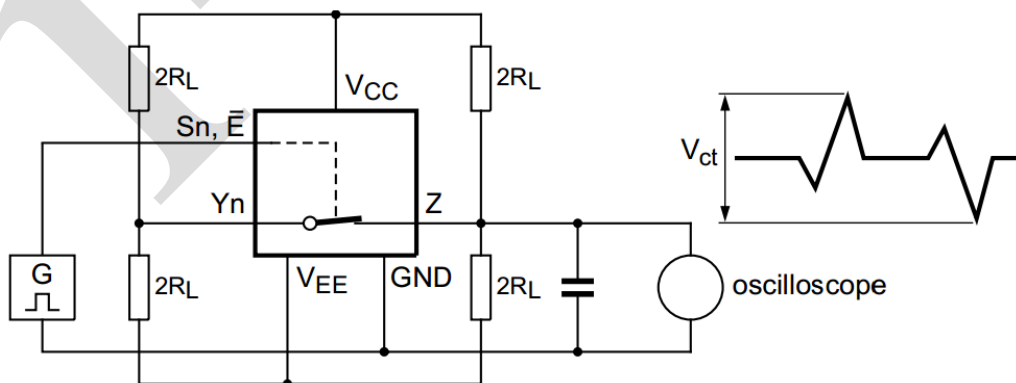 2RL
VCC
2RL
Sn, E̅
Vct
Yn
Z
G
2RL
VEE
GND
2RL
oscilloscope